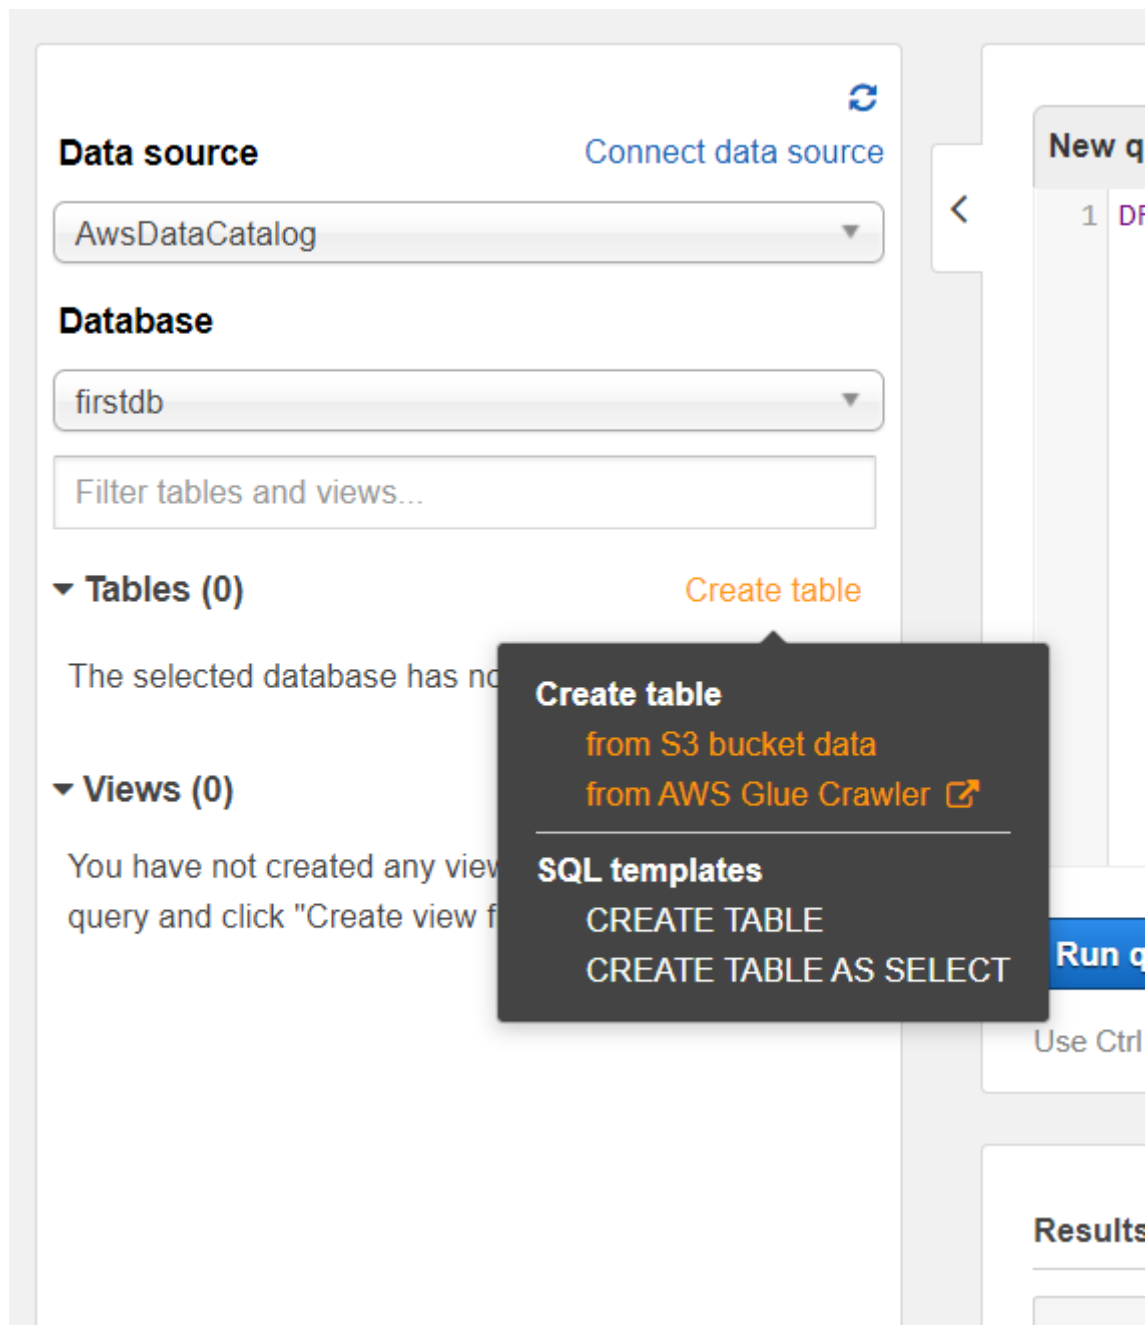 Data source
Connect data source
AwsDataCatalog
Database
firstdb
Filter tables and views...
Tables (0)
Create table
The selected database has
Views (0)
You have not created any
query and click "Create view
Create table
from S3 bucket data
from AWS Glue Crawler
SQL templates
CREATE TABLE
CREATE TABLE AS SELECT
New
1
Run
Use Ctrl
Results